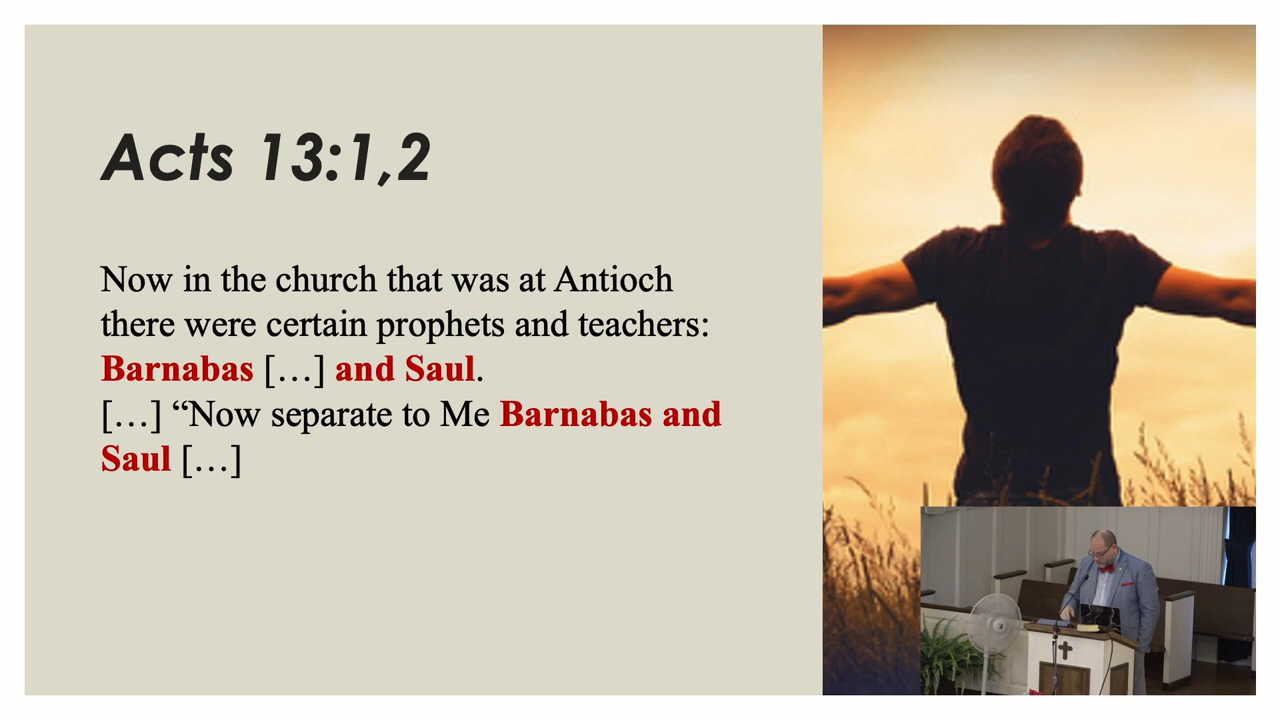 Acts 13:1,2
Now in the church that was at Antioch
there were certain prophets and teachers:
Barnabas […] and Saul.
[…] “Now separate to Me Barnabas and
Saul […]